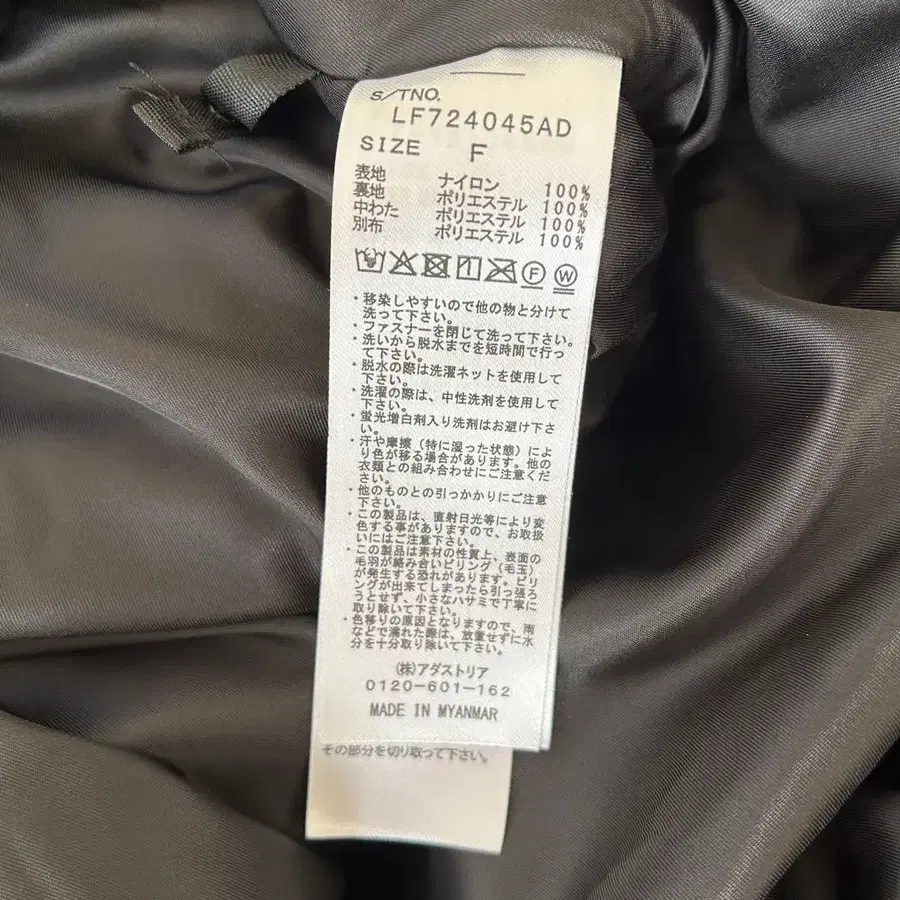 S/TNO.
LF724045AD
SIZE F
表地 ナイロン 100%
裏地 ポリエステル 100%
中わた ポリエステル 100%
別布 ポリエステル 100%
F W
・移染しやすいので他の物と分けて
洗って下さい。
・ファスナーを閉じて洗って下さい。
・洗いから脱水までを短時間で行っ
て下さい。
・脱水の際は洗濯ネットを使用して
下さい。
・洗濯の際は、中性洗剤を使用して
下さい。
・蛍光増白剤入り洗剤はお避け下さ
い。
・汗や摩擦（特に湿った状態）によ
り色が移る場合があります。他の
衣類との組み合わせにご注意くだ
さい。
・他のものとの引っかかりにご注意
下さい。
・この製品は、直射日光等により変
色する事がありますので、お取扱
いにはご注意下さい。
・この製品は素材の性質上、表面の
毛羽が絡み合いピリング（毛玉）
が発生する恐れがあります。ピリ
ングが出来てしまったら引っ張ろ
うとせず、小さなハサミで丁寧に
取り除いて下さい。
・色移りの原因となりますので、雨
などで濡れた際は、放置せずに水
分を十分取り除いて下さい。
(株)アダストリア
0120-601-162
MADE IN MYANMAR
その部分を切り取って下さい。